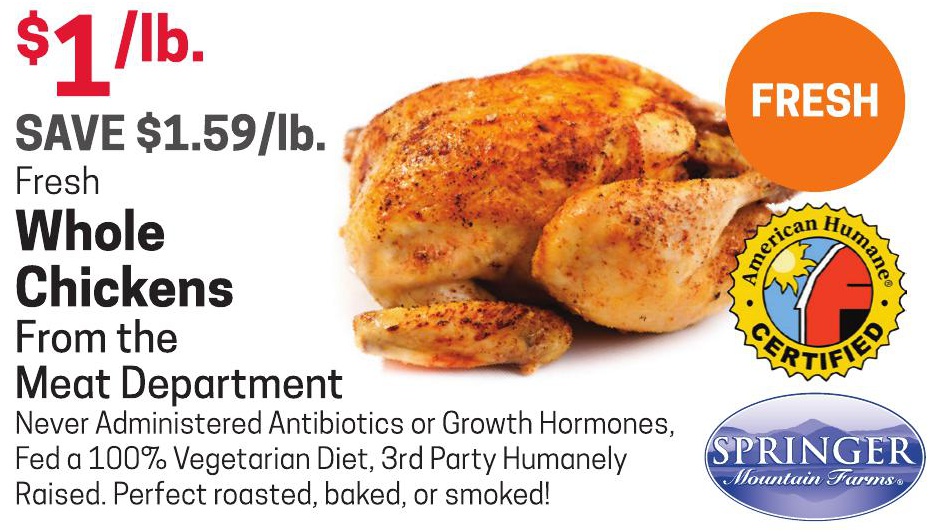 $1/lb.
SAVE $1.59/lb.
Fresh
Whole
Chickens
From the
Meat Department
Never Administered Antibiotics or Growth Hormones,
Fed a 100% Vegetarian Diet, 3rd Party Humanely
Raised. Perfect roasted, baked, or smoked!
FRESH
American Humane®
CERTIFIED
SPRINGER
Mountain Farms®